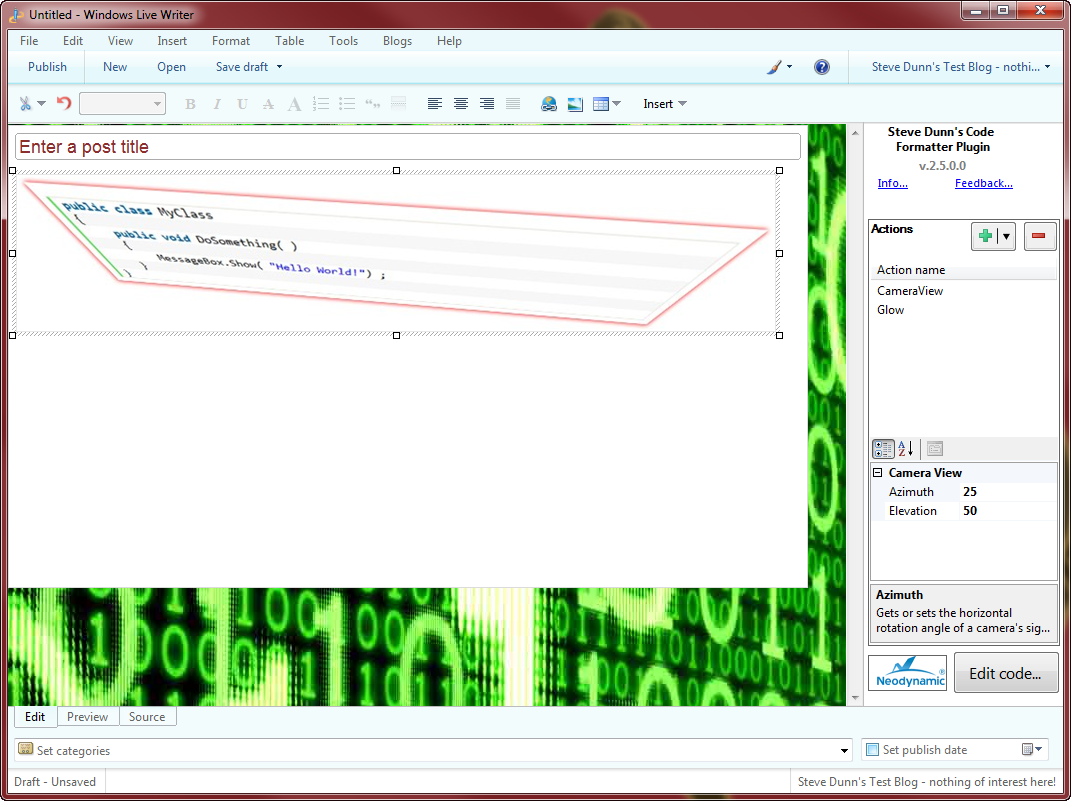 Untitled - Windows Live Writer
File Edit View Insert Format Table Tools Blogs Help
Publish New Open Save draft Steve Dunn's Test Blog - nothi...
B I U A A Insert
Enter a post title
public class MyClass
{
public void DoSomething( )
{
MessageBox.Show( "Hello World!") ;
}
}
Steve Dunn's Code
Formatter Plugin
v.2.5.0.0
Info... Feedback...
Actions
Action name
CameraView
Glow
Camera View
Azimuth 25
Elevation 50
Azimuth
Gets or sets the horizontal
rotation angle of a camera's sig...
Neodynamic Edit code...
Edit Preview Source
Set categories Set publish date
Draft - Unsaved Steve Dunn's Test Blog - nothing of interest here!